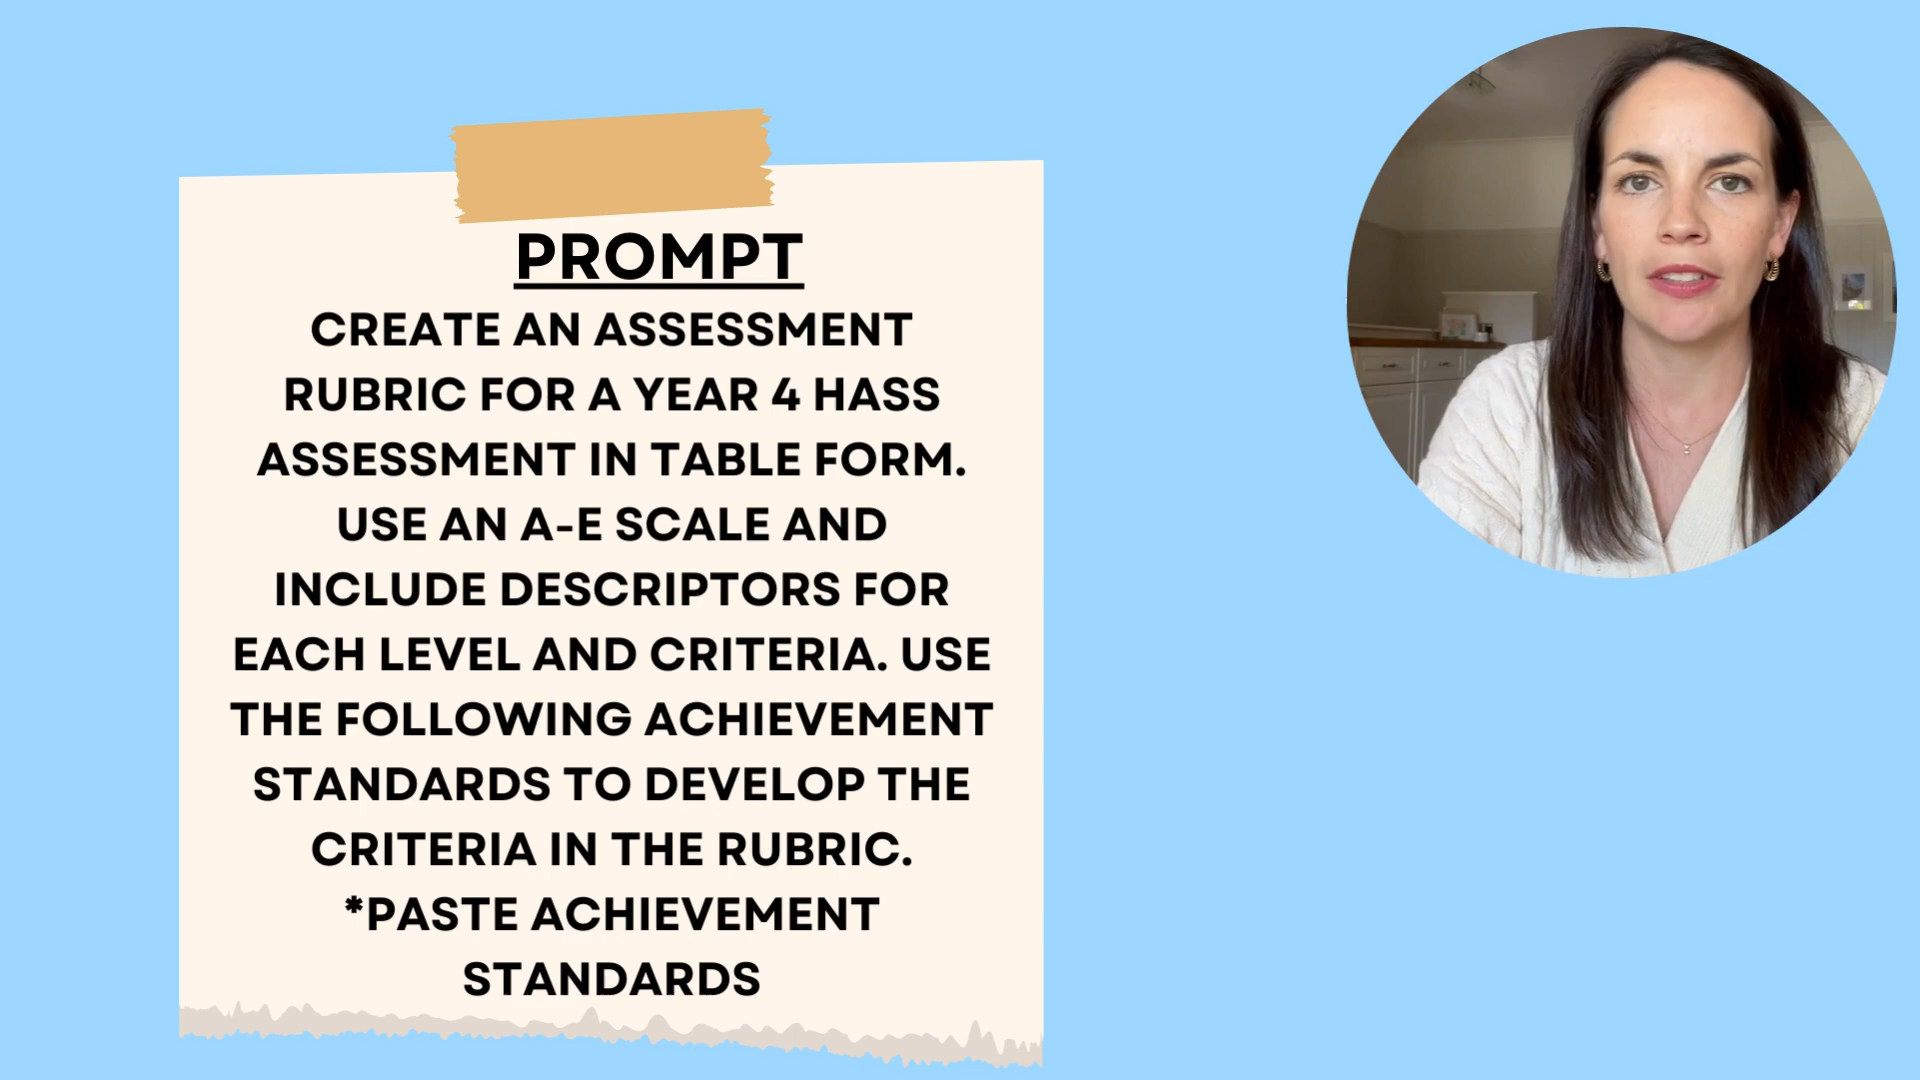 PROMPT
CREATE AN ASSESSMENT
RUBRIC FOR A YEAR 4 HASS
ASSESSMENT IN TABLE FORM.
USE AN A-E SCALE AND
INCLUDE DESCRIPTORS FOR
EACH LEVEL AND CRITERIA. USE
THE FOLLOWING ACHIEVEMENT
STANDARDS TO DEVELOP THE
CRITERIA IN THE RUBRIC.
*PASTE ACHIEVEMENT
STANDARDS